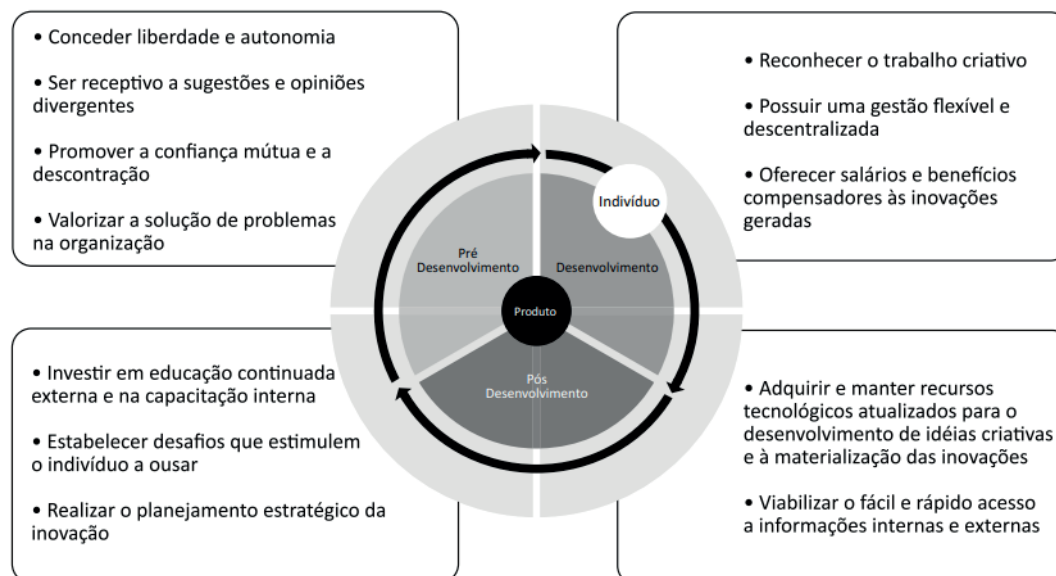 • Conceder liberdade e autonomia
• Ser receptivo a sugestões e opiniões
divergentes
• Promover a confiança mútua e a
descontração
• Valorizar a solução de problemas
na organização
• Reconhecer o trabalho criativo
• Possuir uma gestão flexível e
descentralizada
• Oferecer salários e benefícios
compensadores às inovações
geradas
Indivíduo
Pré
Desenvolvimento
Desenvolvimento
Produto
Pós
Desenvolvimento
• Investir em educação continuada
externa e na capacitação interna
• Estabelecer desafios que estimulem
o indivíduo a ousar
• Realizar o planejamento estratégico da
inovação
• Adquirir e manter recursos
tecnológicos atualizados para o
desenvolvimento de idéias criativas
e à materialização das inovações
• Viabilizar o fácil e rápido acesso
a informações internas e externas